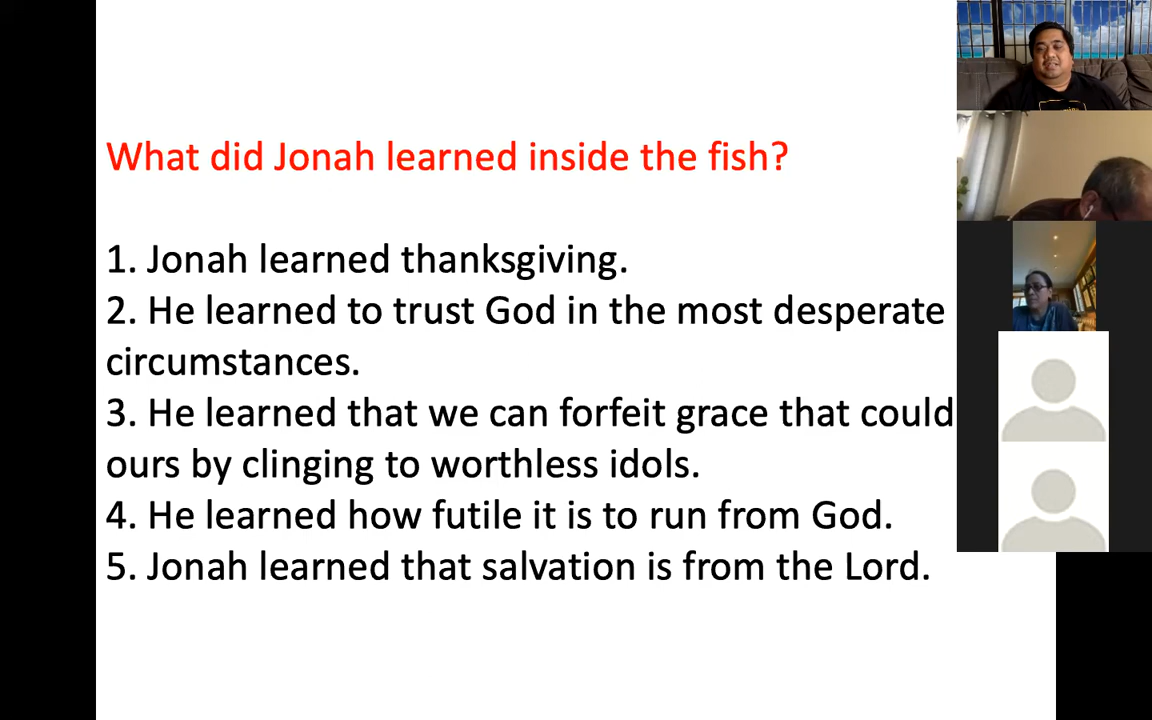 What did Jonah learned inside the fish?
1. Jonah learned thanksgiving.
2. He learned to trust God in the most desperate
circumstances.
3. He learned that we can forfeit grace that could
ours by clinging to worthless idols.
4. He learned how futile it is to run from God.
5. Jonah learned that salvation is from the Lord.